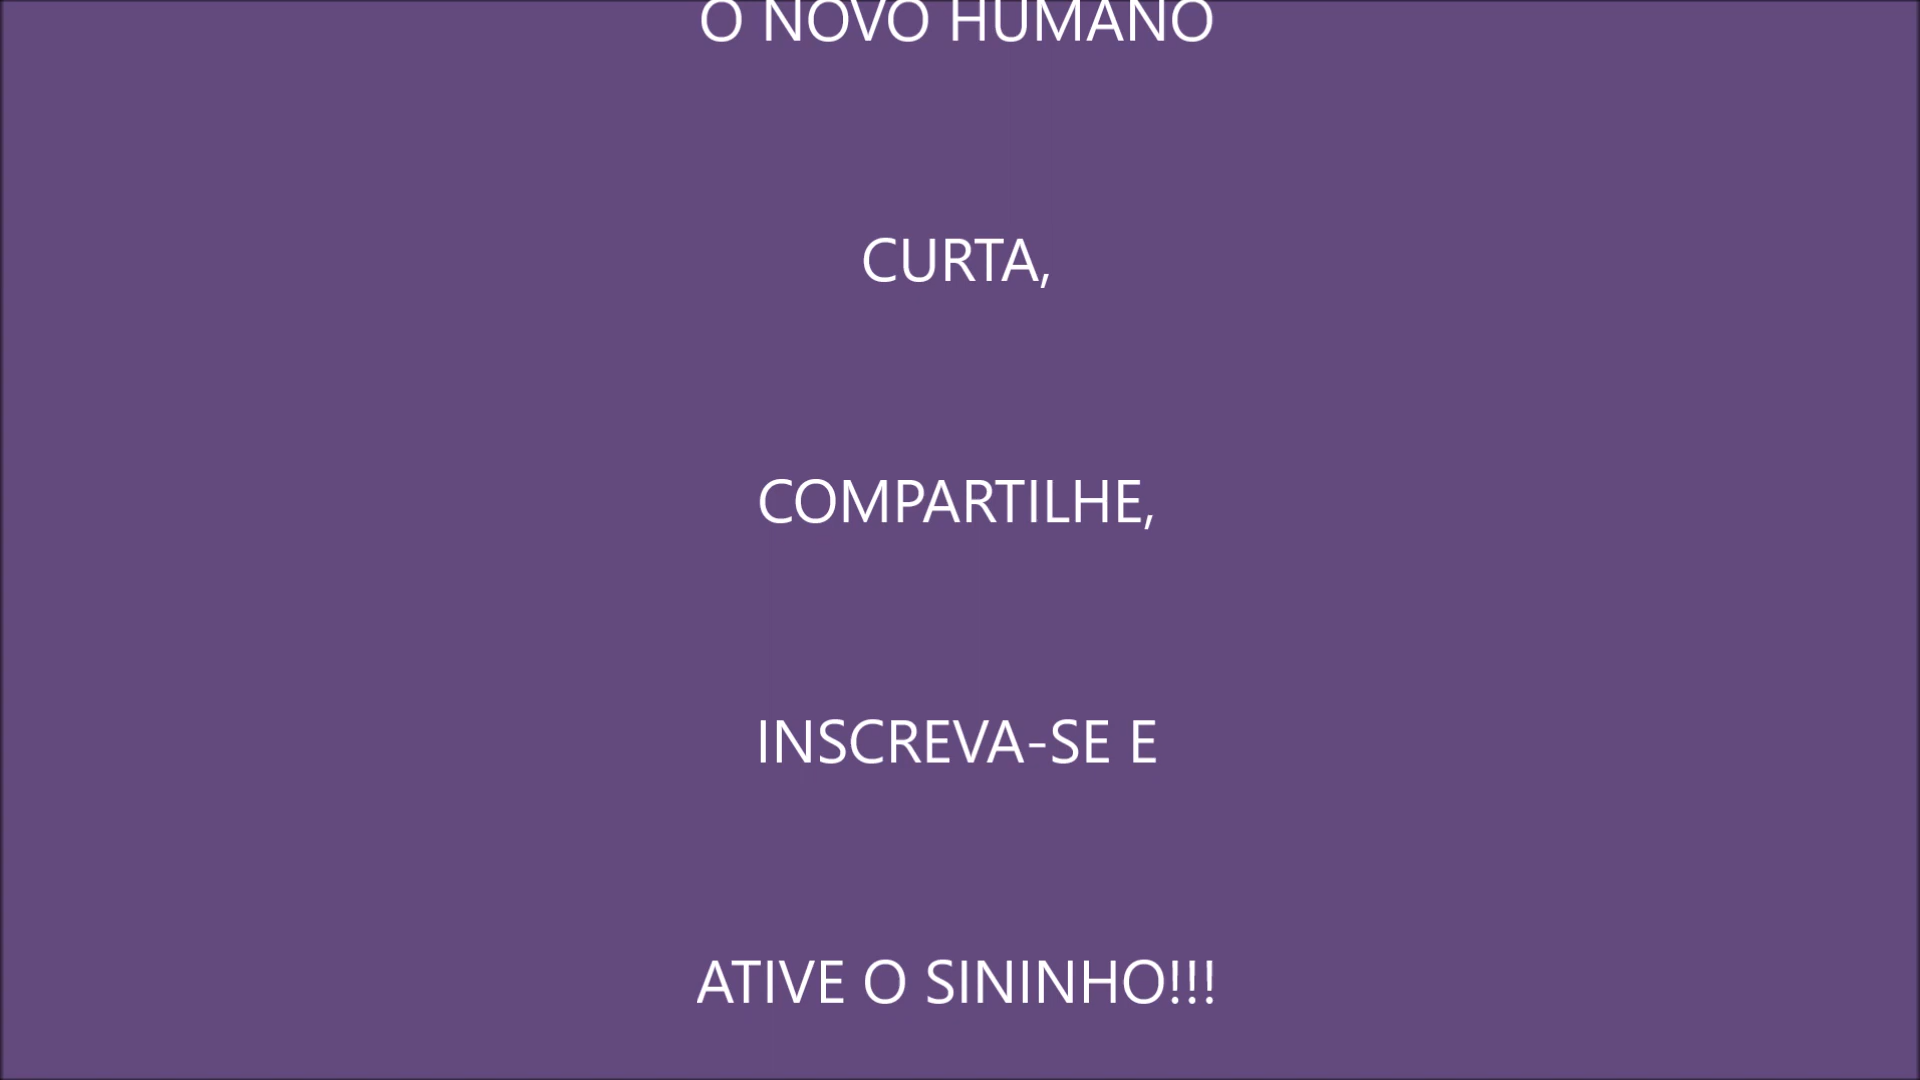 O NOVO HUMANO
CURTA,
COMPARTILHE,
INSCREVA-SE E
ATIVE O SININHO!!!